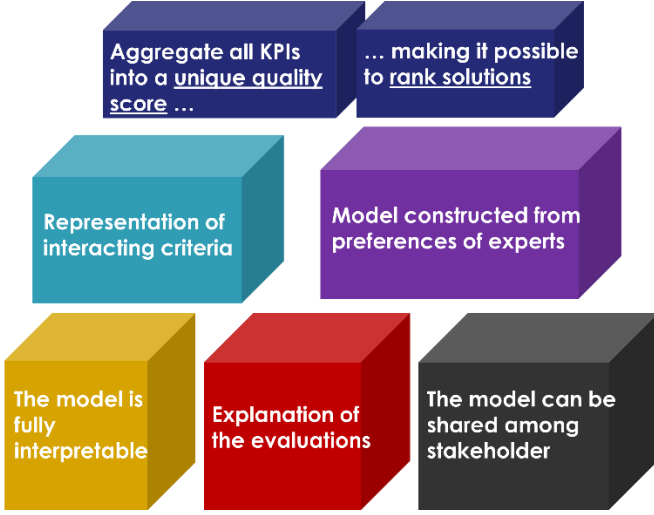 Aggregate all KPIs
into a unique quality
score ...
... making it possible
to rank solutions
Representation of
interacting criteria
Model constructed from
preferences of experts
The model is
fully
interpretable
Explanation of
the evaluations
The model can be
shared among
stakeholder